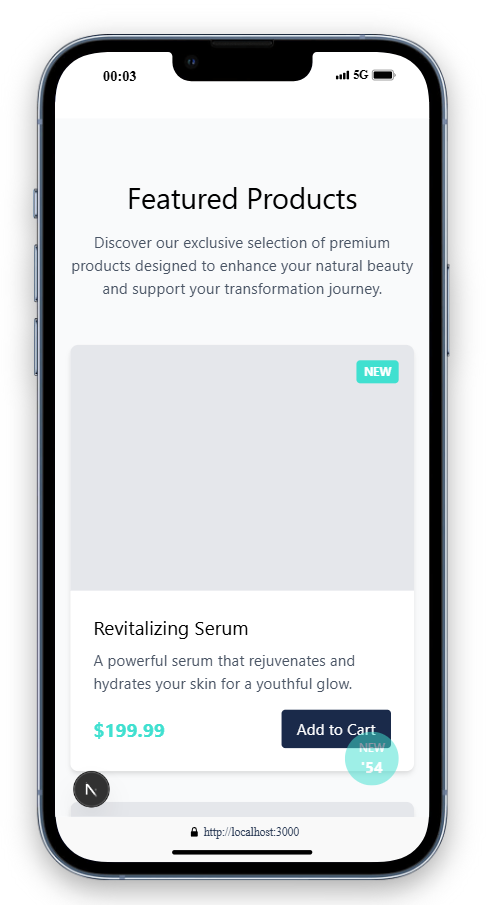 00:03
5G
Featured Products
Discover our exclusive selection of premium
products designed to enhance your natural beauty
and support your transformation journey.
NEW
Revitalizing Serum
A powerful serum that rejuvenates and
hydrates your skin for a youthful glow.
$199.99
Add to Cart
NEW
'54
N
http://localhost:3000